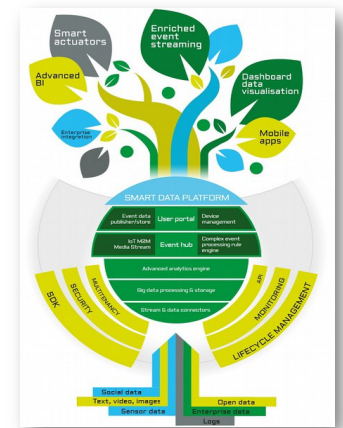 Smart
actuators
Enriched
event
streaming
Advanced
BI
Dashboard
data
visualisation
Enterprise
integration
Mobile
apps
SMART DATA PLATFORM
Event data
publisher/store
User portal
Device
management
IoT M2M
Media Stream
Event hub
Complex event
processing rule
engine
Advanced analytics engine
Big data processing & storage
Stream & data connectors
SDK
SECURITY
MULTITENANCY
API
MONITORING
LIFECYCLE MANAGEMENT
Social data
Text, video, images
Sensor data
Open data
Enterprise data
Logs